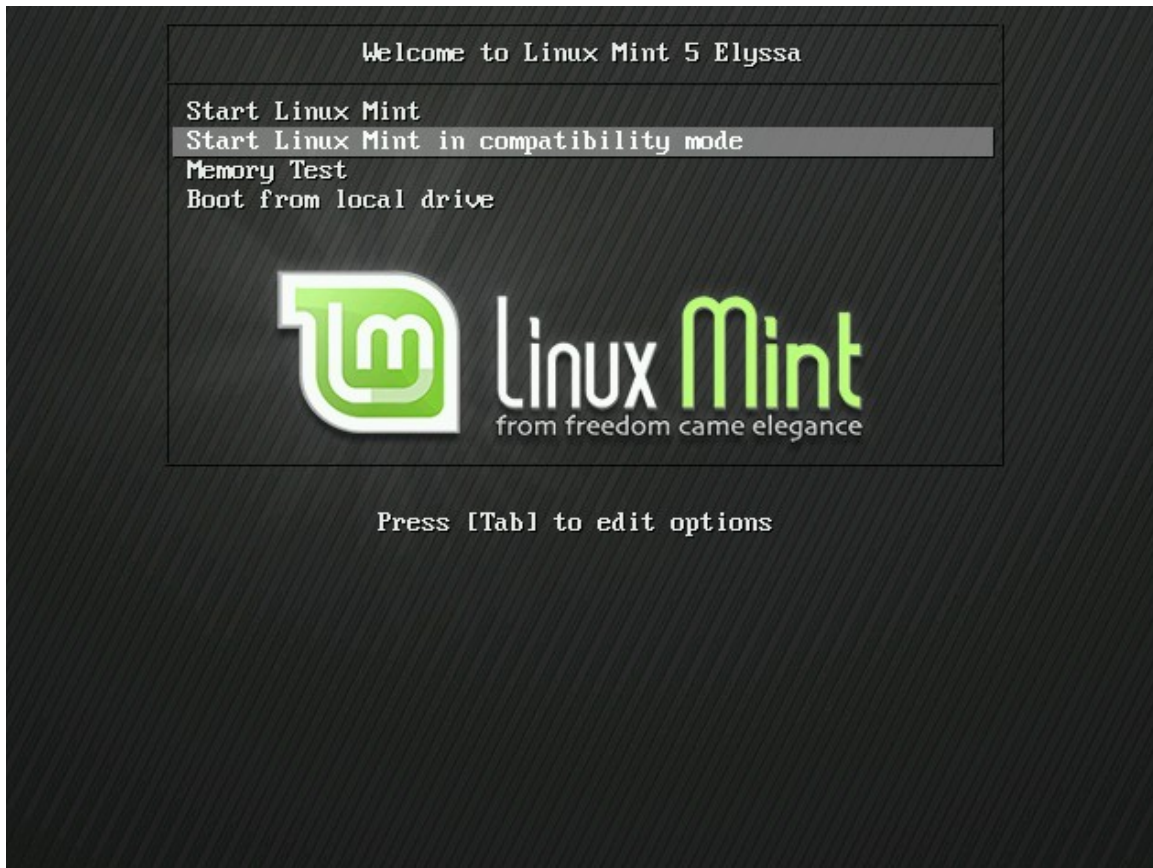 Welcome to Linux Mint 5 Elyssa
Start Linux Mint
Start Linux Mint in compatibility mode
Memory Test
Boot from local drive
lm Linux Mint
from freedom came elegance
Press [Tab] to edit options